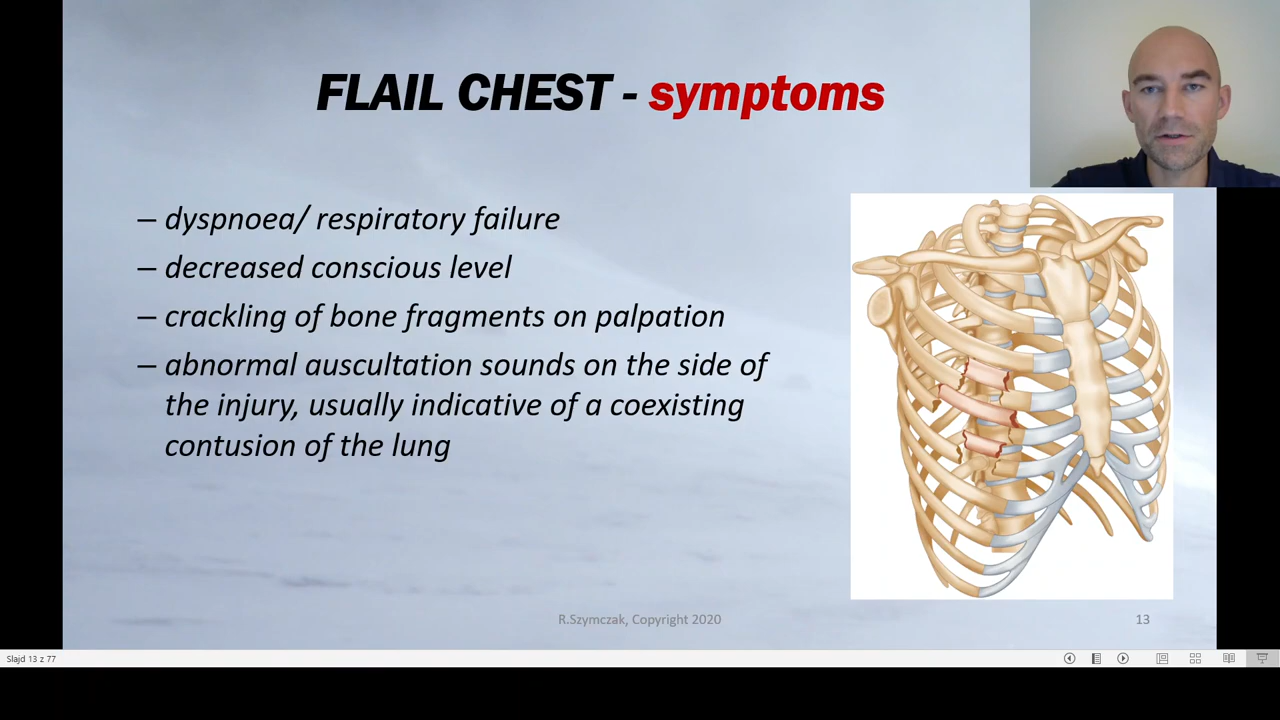 FLAIL CHEST - symptoms
– dyspnoea/ respiratory failure
– decreased conscious level
– crackling of bone fragments on palpation
– abnormal auscultation sounds on the side of
the injury, usually indicative of a coexisting
contusion of the lung
R.Szymczak, Copyright 2020
13
Slajd 13 z 77